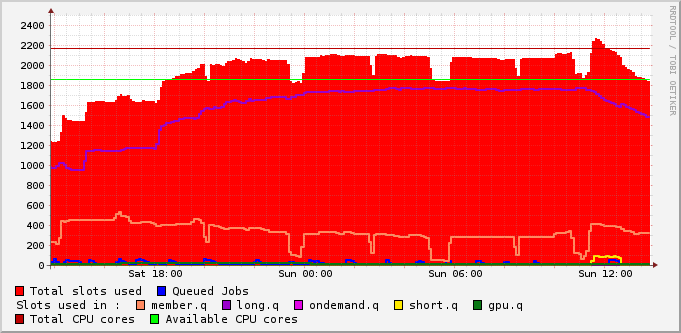 RRDTOOL / TOBI OETIKER
2400
2200
2000
1800
1600
1400
1200
1000
800
600
400
200
0
Sat 18:00 Sun 00:00 Sun 06:00 Sun 12:00
Total slots used Queued Jobs
Slots used in : member.q long.q ondemand.q short.q gpu.q
Total CPU cores Available CPU cores